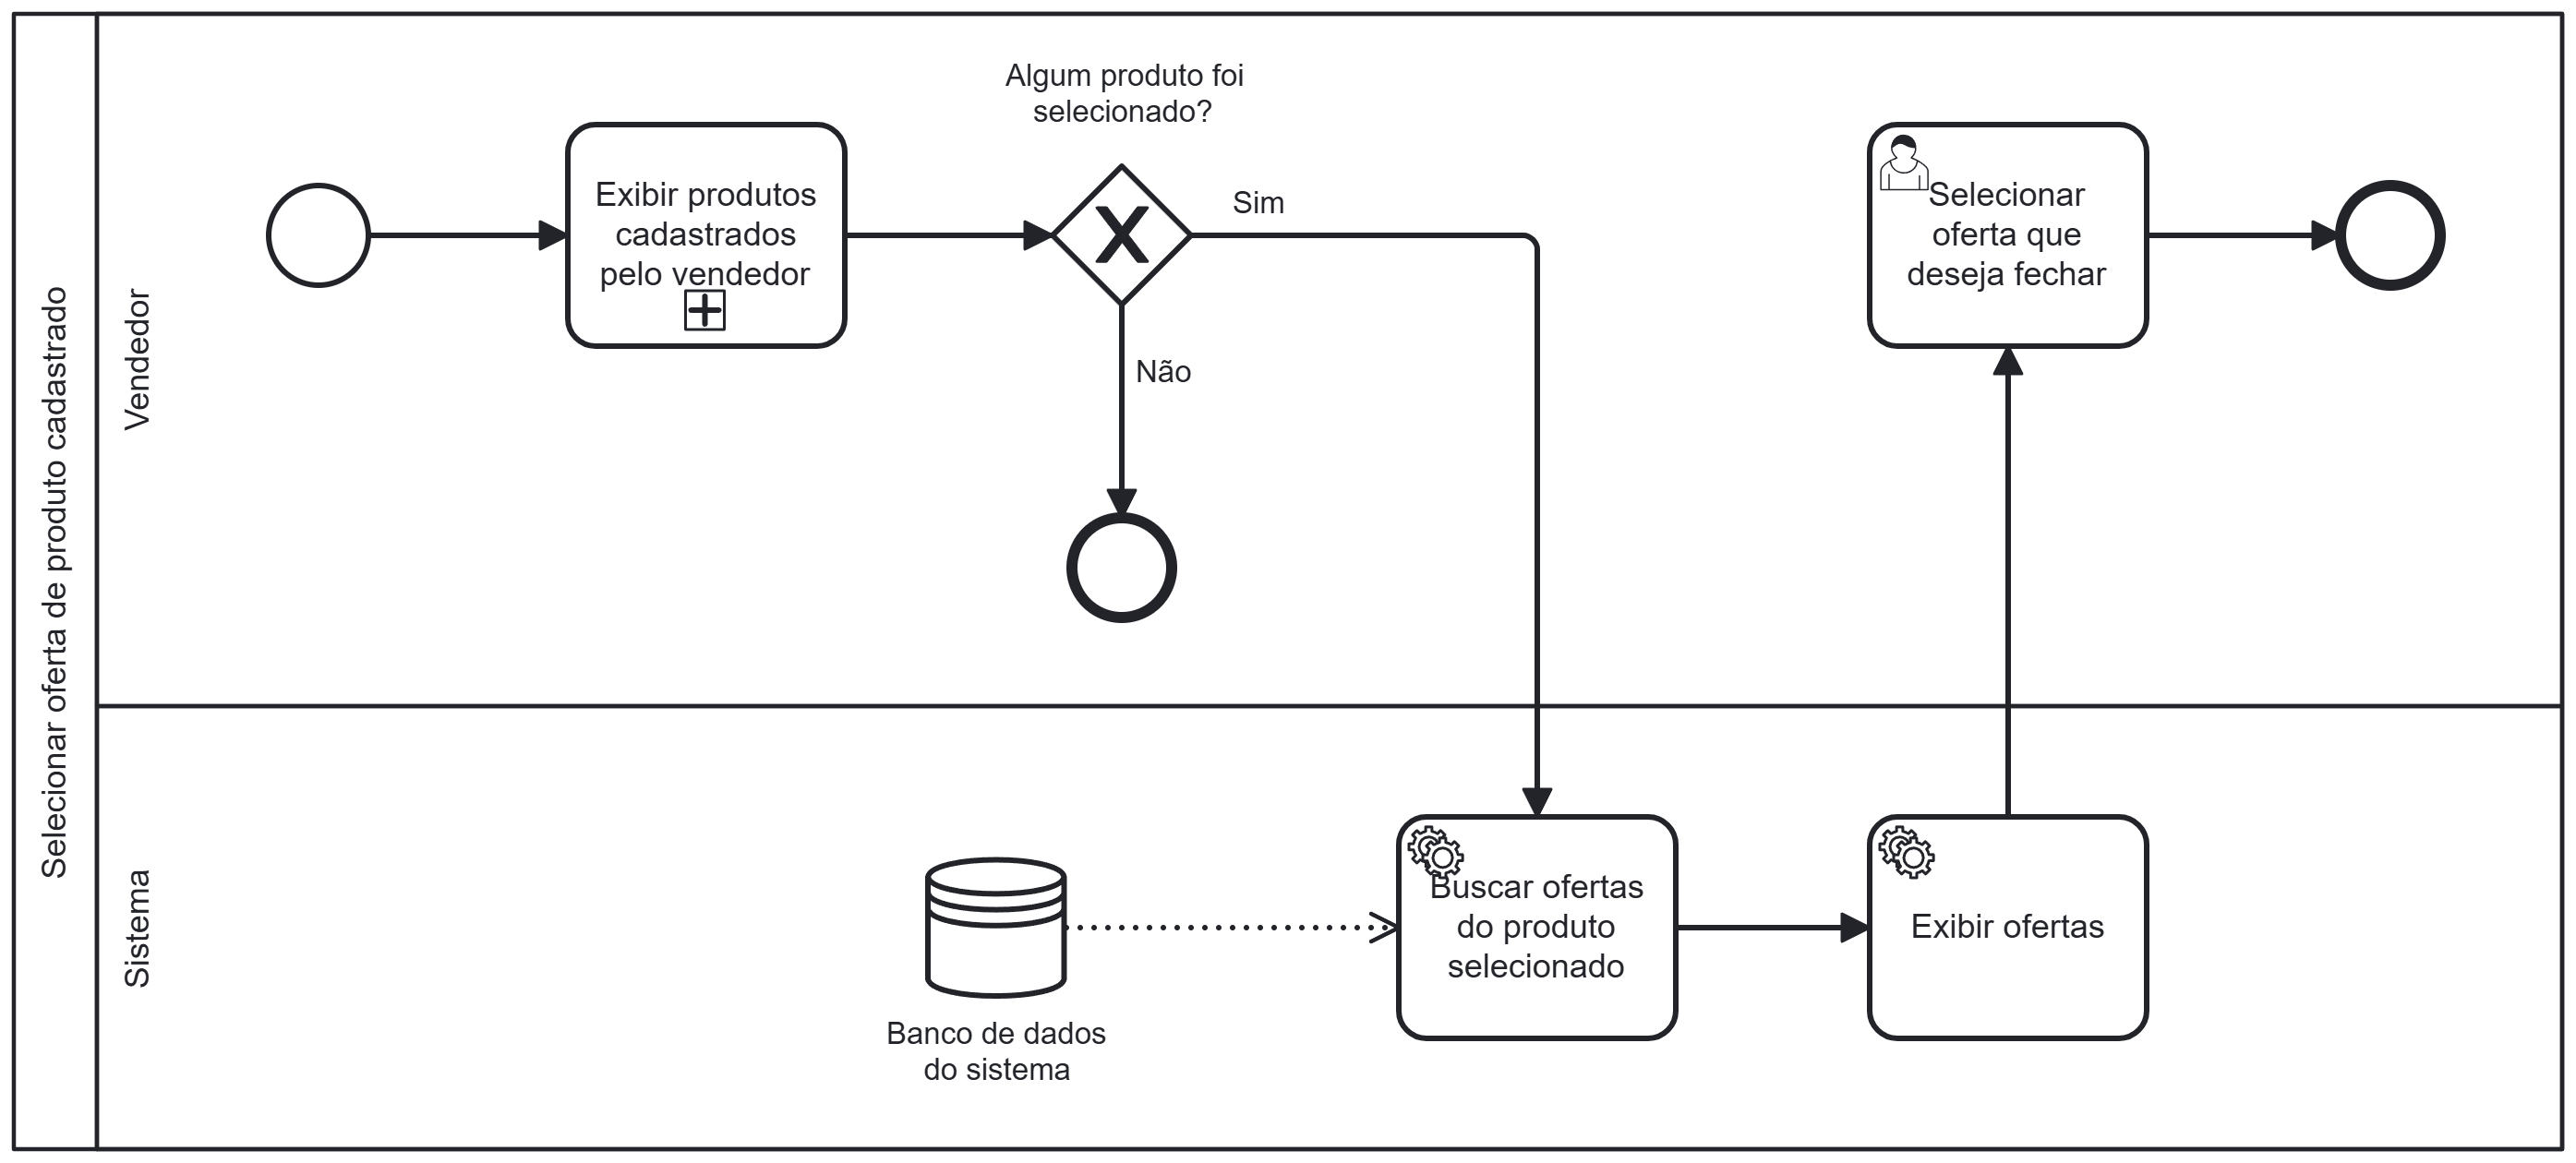 Selecionar oferta de produto cadastrado
Vendedor
Exibir produtos
cadastrados
pelo vendedor
Algum produto foi
selecionado?
Sim
Não
Selecionar
oferta que
deseja fechar
Sistema
Banco de dados
do sistema
Buscar ofertas
do produto
selecionado
Exibir ofertas